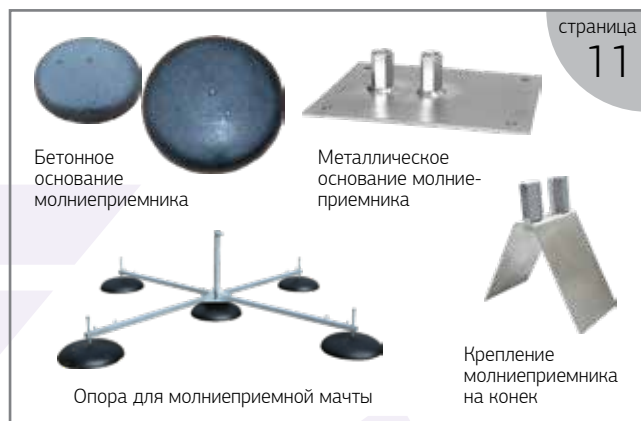 страница
11
Бетонное
основание
молниеприемника
Металлическое
основание молние-
приемника
Опора для молниеприемной мачты
Крепление
молниеприемника
на конек